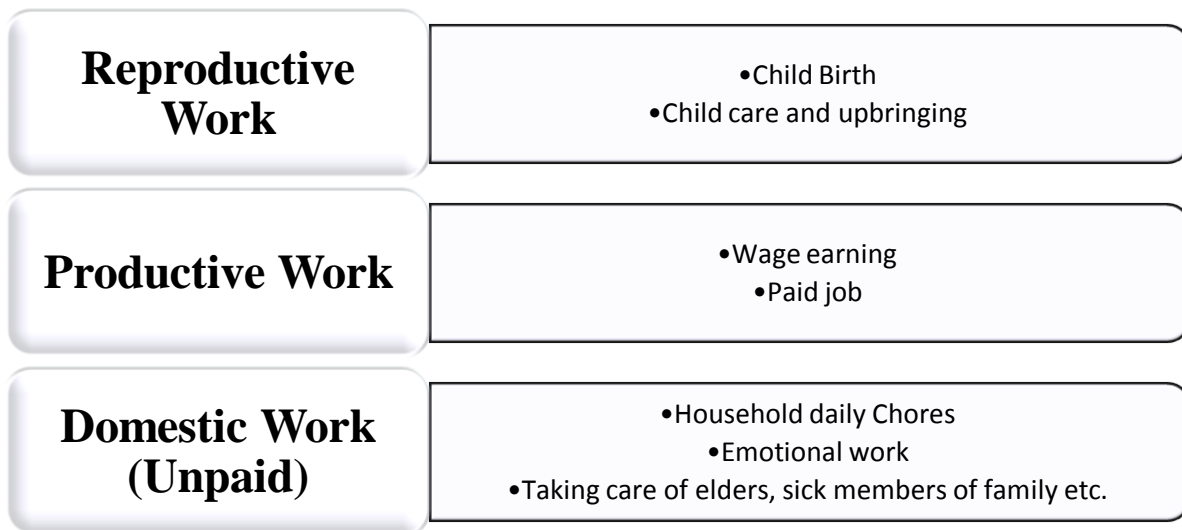 Reproductive
Work
•Child Birth
•Child care and upbringing
Productive Work
•Wage earning
•Paid job
Domestic Work
(Unpaid)
•Household daily Chores
•Emotional work
•Taking care of elders, sick members of family etc.